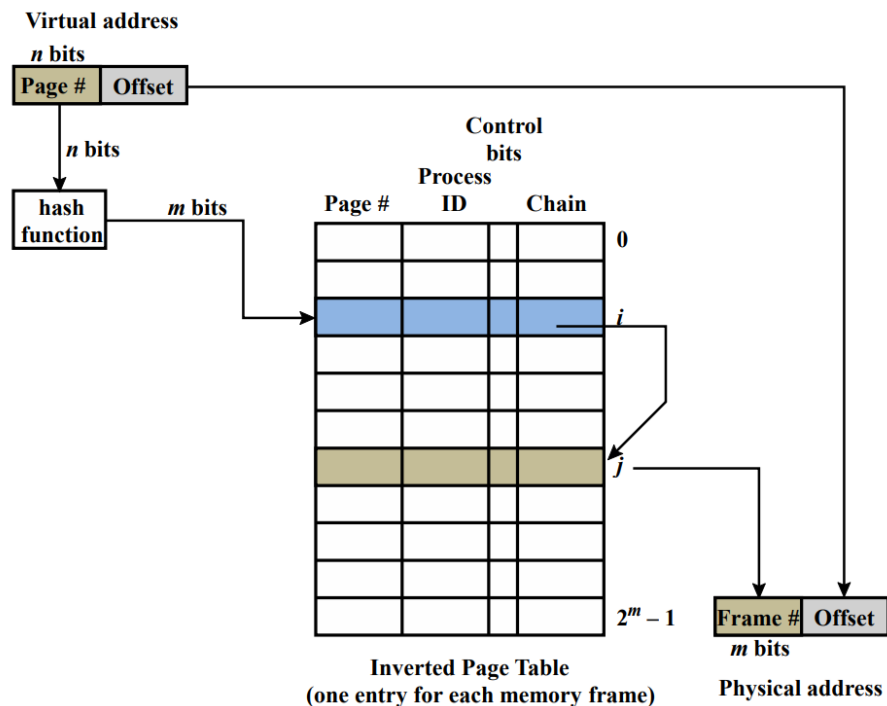 Virtual address
n bits
Page # Offset
n bits
hash
function
m bits
Control
bits
Process
Page # ID Chain
0
i
j
2^m – 1
Frame # Offset
m bits
Inverted Page Table
(one entry for each memory frame)
Physical address